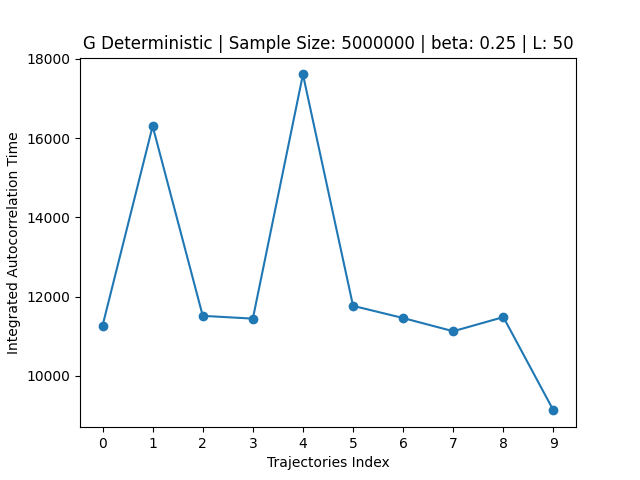 G Deterministic | Sample Size: 5000000 | beta: 0.25 | L: 50
18000
16000
14000
12000
10000
Integrated Autocorrelation Time
0 1 2 3 4 5 6 7 8 9
Trajectories Index